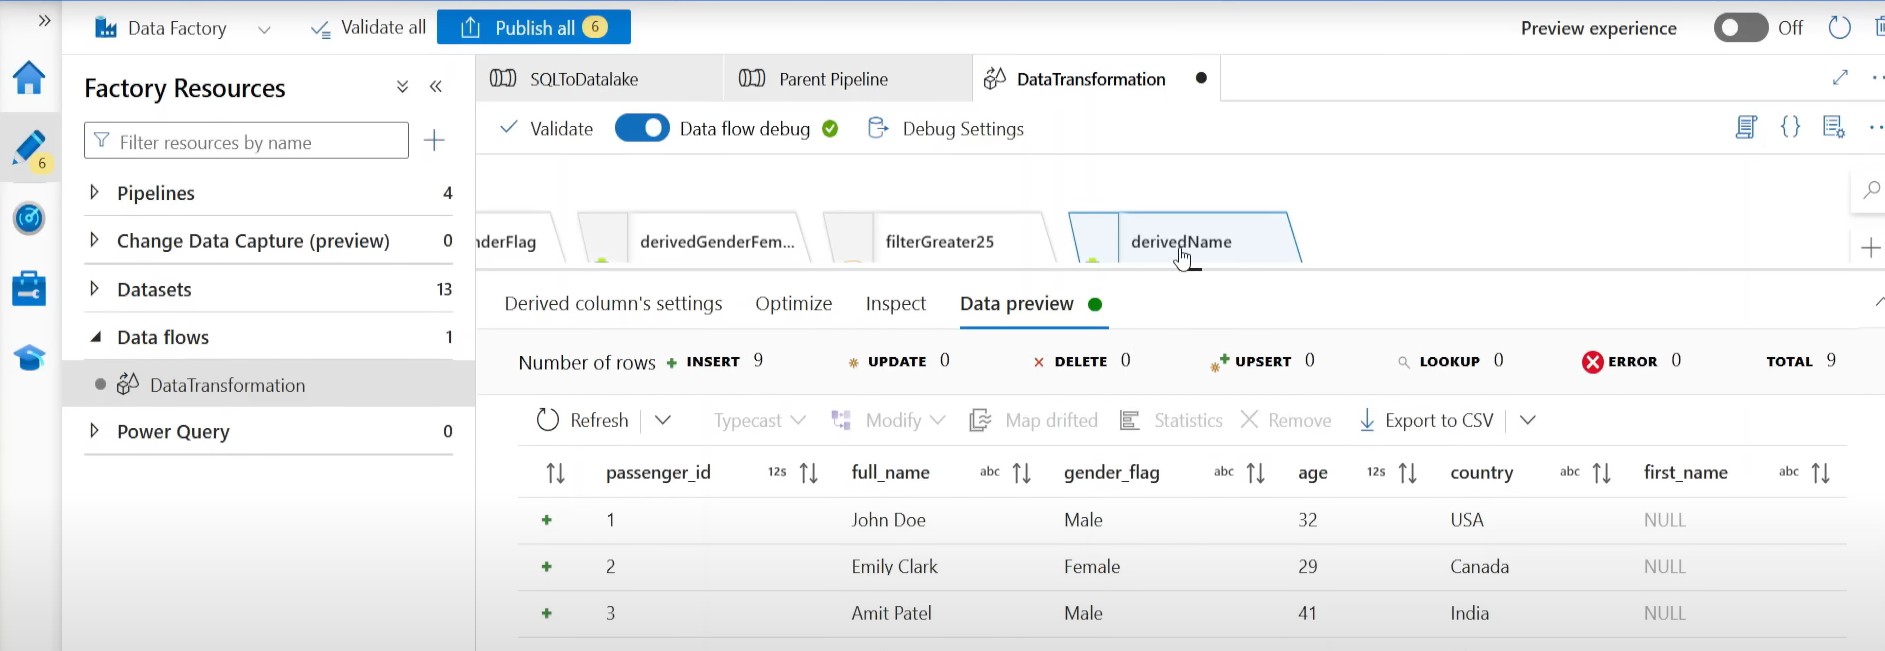 Data Factory
Validate all
Publish all 6
Preview experience Off
Factory Resources
Filter resources by name
6
Pipelines 4
Change Data Capture (preview) 0
Datasets 13
Data flows 1
DataTransformation
Power Query 0
SQLToDatalake
Parent Pipeline
DataTransformation
Validate
Data flow debug
Debug Settings
nderFlag
derivedGenderFem...
filterGreater25
derivedName
Derived column's settings Optimize Inspect Data preview
Number of rows INSERT 9 UPDATE 0 DELETE 0 UPSERT 0 LOOKUP 0 ERROR 0 TOTAL 9
Refresh Typecast Modify Map drifted Statistics Remove Export to CSV
passenger_id 12s full_name abc gender_flag abc age 12s country abc first_name abc
1 John Doe Male 32 USA NULL
2 Emily Clark Female 29 Canada NULL
3 Amit Patel Male 41 India NULL